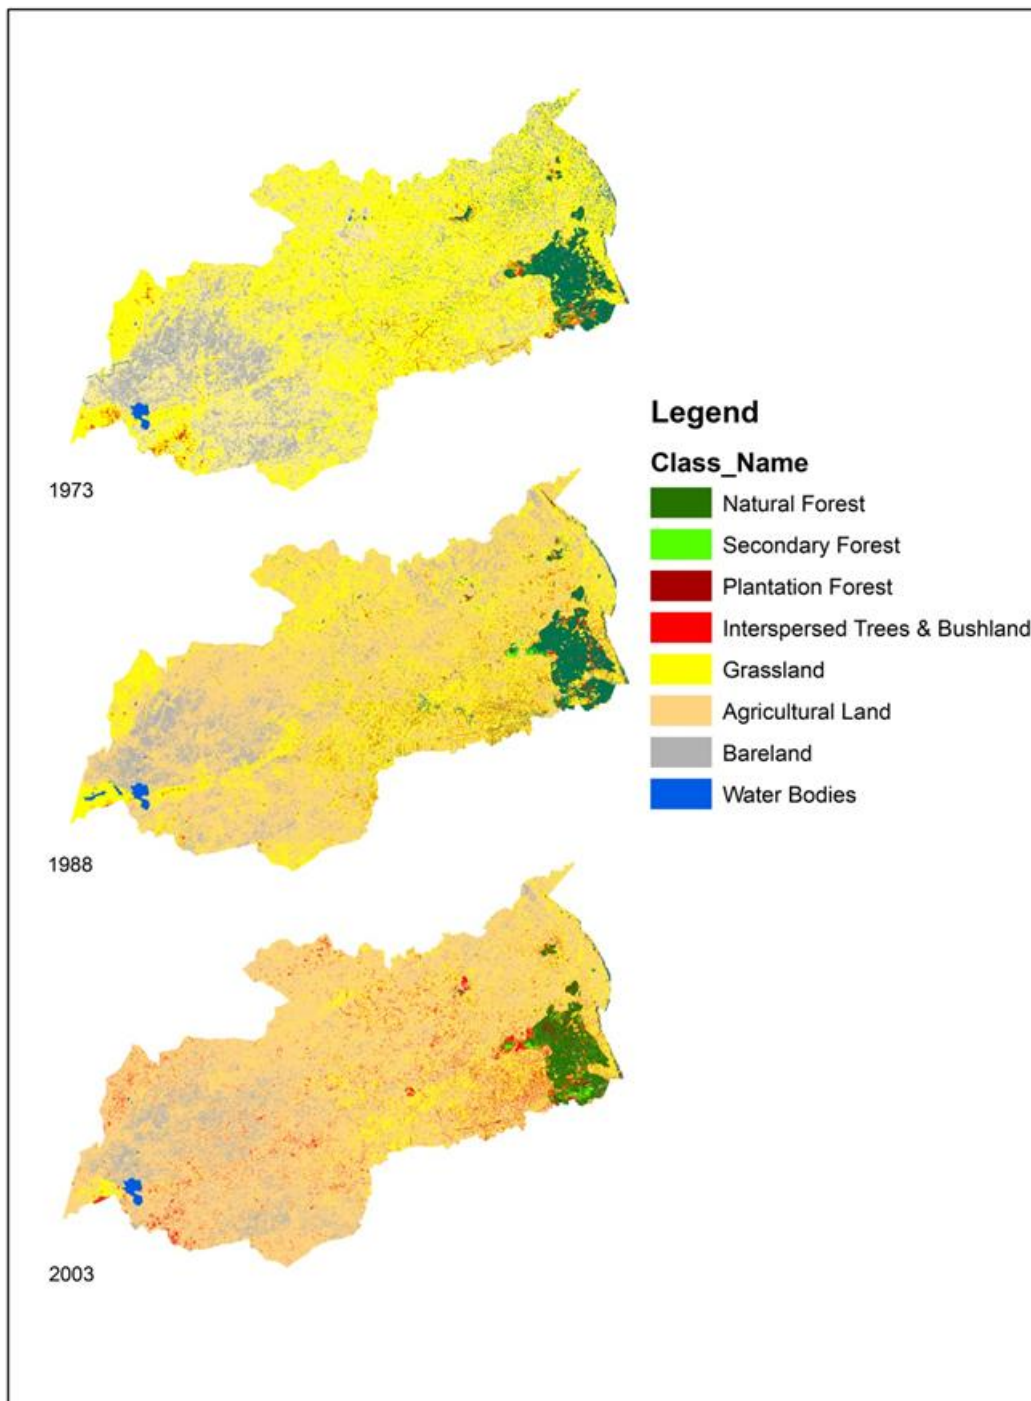 1973
Legend
Class_Name
Natural Forest
Secondary Forest
Plantation Forest
Interspersed Trees & Bushland
Grassland
Agricultural Land
Bareland
Water Bodies
1988
2003